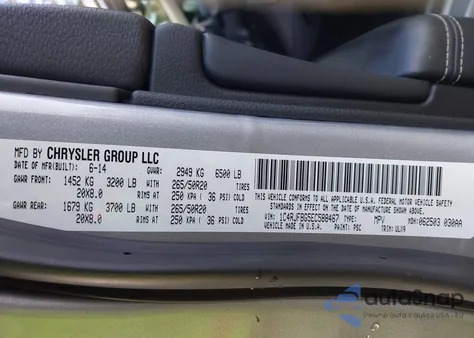 MFD BY CHRYSLER GROUP LLC
DATE OF MFR(BUILT): 6-14 GVWR: 2949 KG 6500 LB
GAWR FRONT: 1452 KG 3200 LB WITH 265/50R20 TIRES
20X8.0 RIMS AT 250 KPA ( 36 PSI) COLD
GAWR REAR: 1679 KG 3700 LB WITH 265/50R20 TIRES
20X8.0 RIMS AT 250 KPA ( 36 PSI) COLD
THIS VEHICLE CONFORMS TO ALL APPLICABLE U.S.A. FEDERAL MOTOR VEHICLE SAFETY
STANDARDS IN EFFECT ON THE DATE OF MANUFACTURE SHOWN ABOVE.
VIN: 1C4RJFBG5EC588467 TYPE: MPV MDH: 062503 030AA
VEHICLE MADE IN U.S.A. PAINT: PSC TRIM: ULX9
autosnap